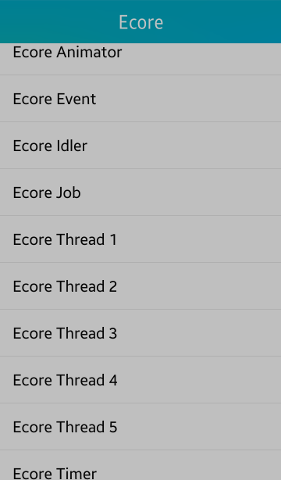 Ecore
Ecore Animator
Ecore Event
Ecore Idler
Ecore Job
Ecore Thread 1
Ecore Thread 2
Ecore Thread 3
Ecore Thread 4
Ecore Thread 5
Ecore Timer